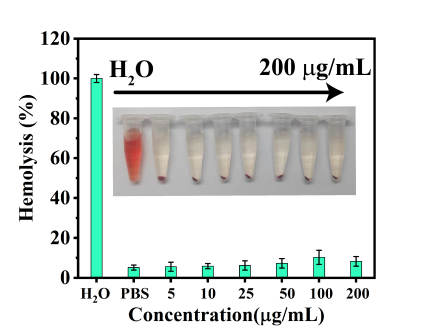 120
100
80
60
40
20
0
Hemolysis (%)
H₂O
200 μg/mL
H₂O PBS 5 10 25 50 100 200
Concentration(μg/mL)